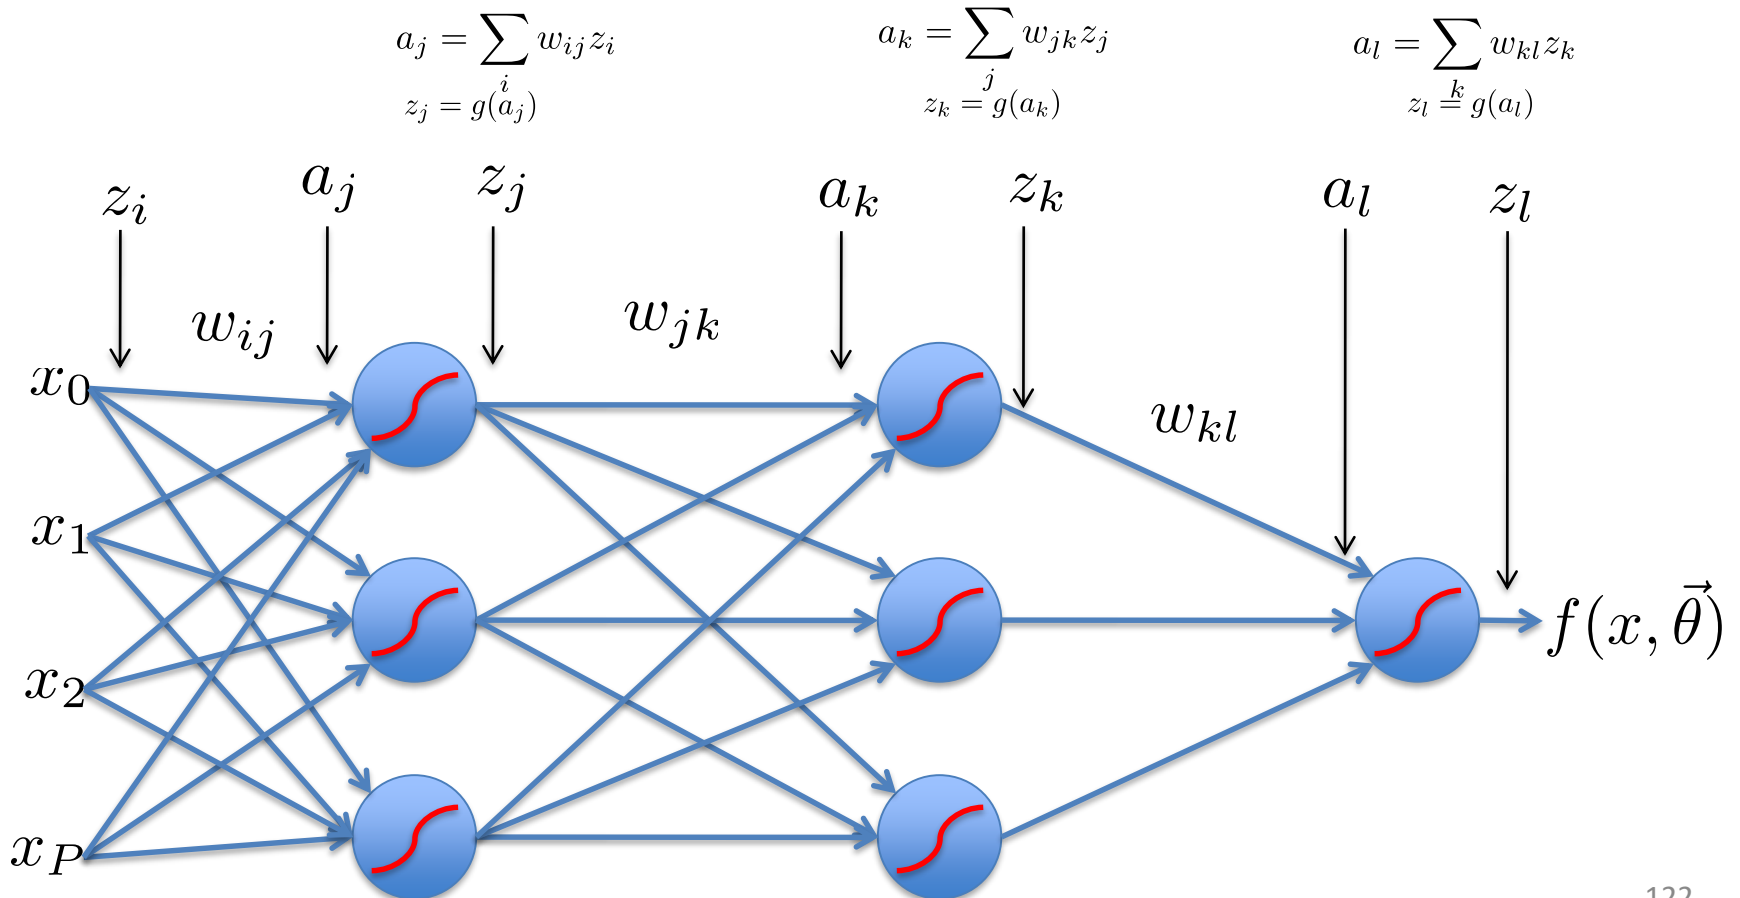 a_j = \sum_i w_{ij} z_i
z_j = g(a_j)
a_k = \sum_j w_{jk} z_j
z_k = g(a_k)
a_l = \sum_k w_{kl} z_k
z_l = g(a_l)
z_i a_j z_j a_k z_k a_l z_l
w_{ij} w_{jk}
w_{kl}
x_0
x_1
x_2
x_P
f(x, \vec{\theta})
122